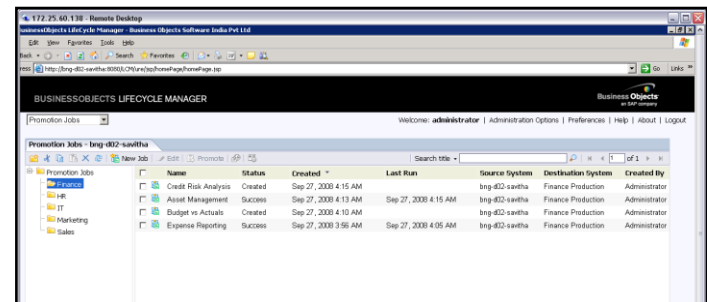 172.25.60.130 - Remote Desktop
usinessObjects LifeCycle Manager - Business Objects Software India Pvt Ltd
Edit View Favorites Tools Help
Back Search Favorites
ress http://bng-d02-savitha:8080/LCM/ure/jsp/homePage/homePage.jsp Go Links »
BUSINESSOBJECTS LIFECYCLE MANAGER
Business Objects
an SAP company
Promotion Jobs Welcome: administrator | Administration Options | Preferences | Help | About | Logout
Promotion Jobs - bng-d02-savitha
New Job Edit Promote Search title 1 of 1
Promotion Jobs Name Status Created Last Run Source System Destination System Created By
Finance Credit Risk Analysis Created Sep 27, 2008 4:15 AM bng-d02-savitha Finance Production Administrator
HR Asset Management Success Sep 27, 2008 4:13 AM Sep 27, 2008 4:15 AM bng-d02-savitha Finance Production Administrator
IT Budget vs Actuals Created Sep 27, 2008 4:10 AM bng-d02-savitha Finance Production Administrator
Marketing Expense Reporting Success Sep 27, 2008 3:56 AM Sep 27, 2008 4:05 AM bng-d02-savitha Finance Production Administrator
Sales